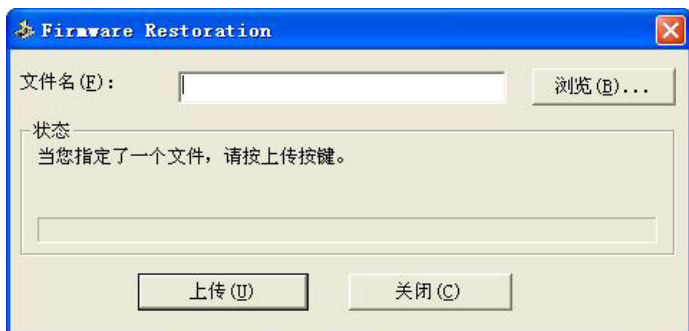 Firmware Restoration
文件名(F)：
浏览(B)...
状态
当您指定了一个文件，请按上传按键。
上传(U)
关闭(C)